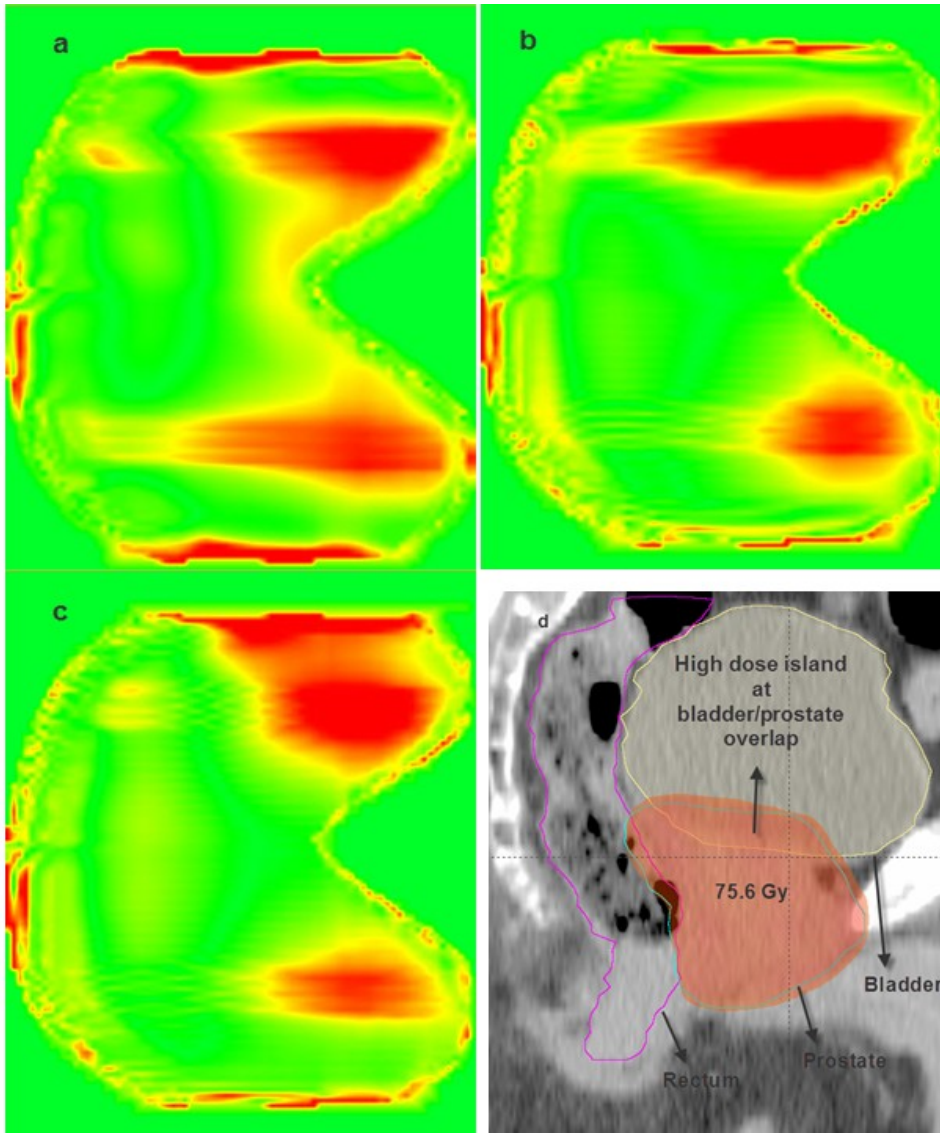 a
b
c
d
High dose island
at
bladder/prostate
overlap
75.6 Gy
Bladder
Prostate
Rectum